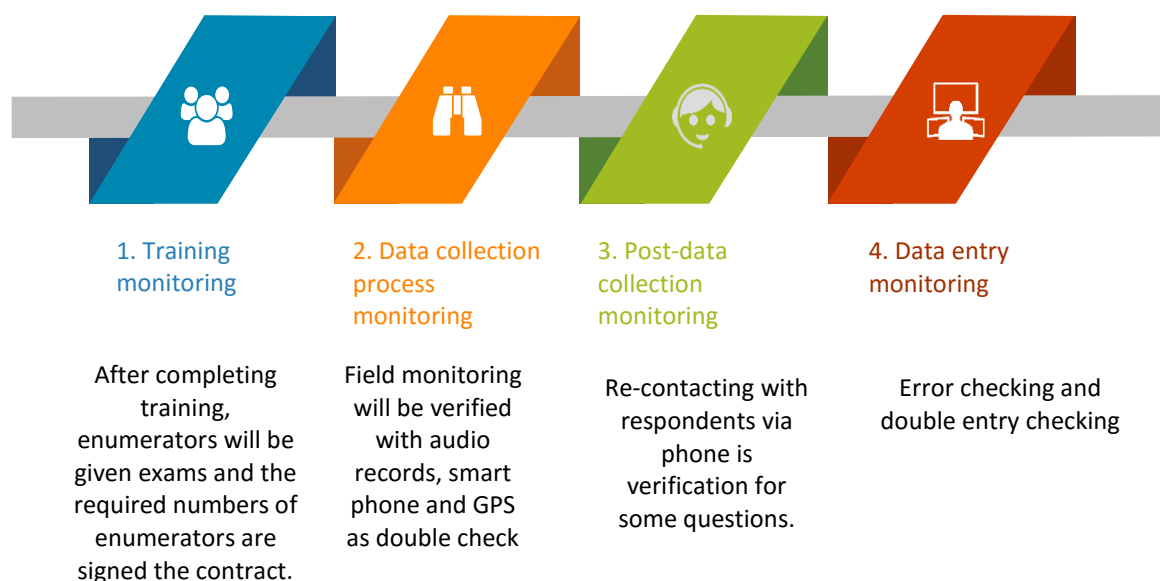 1. Training
monitoring
2. Data collection
process
monitoring
3. Post-data
collection
monitoring
4. Data entry
monitoring
After completing
training,
enumerators will be
given exams and the
required numbers of
enumerators are
signed the contract.
Field monitoring
will be verified
with audio
records, smart
phone and GPS
as double check
Re-contacting with
respondents via
phone is
verification for
some questions.
Error checking and
double entry checking